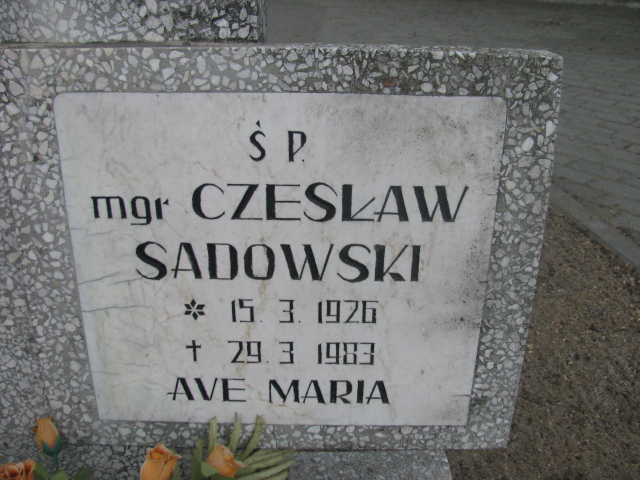 Ś P.
mgr CZESŁAW
SADOWSKI
* 15. 3. 1926
† 29. 3 1983
AVE MARIA